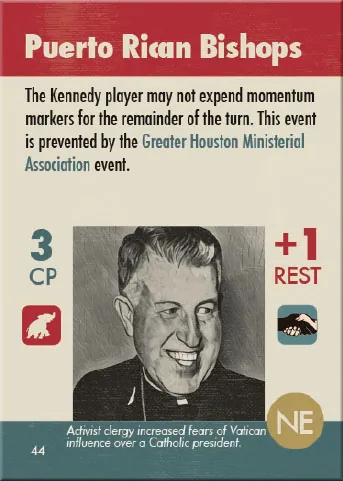 Puerto Rican Bishops
The Kennedy player may not expend momentum
markers for the remainder of the turn. This event
is prevented by the Greater Houston Ministerial
Association event.
3
CP
+1
REST
NE
Activist clergy increased fears of Vatican
influence over a Catholic president.
44